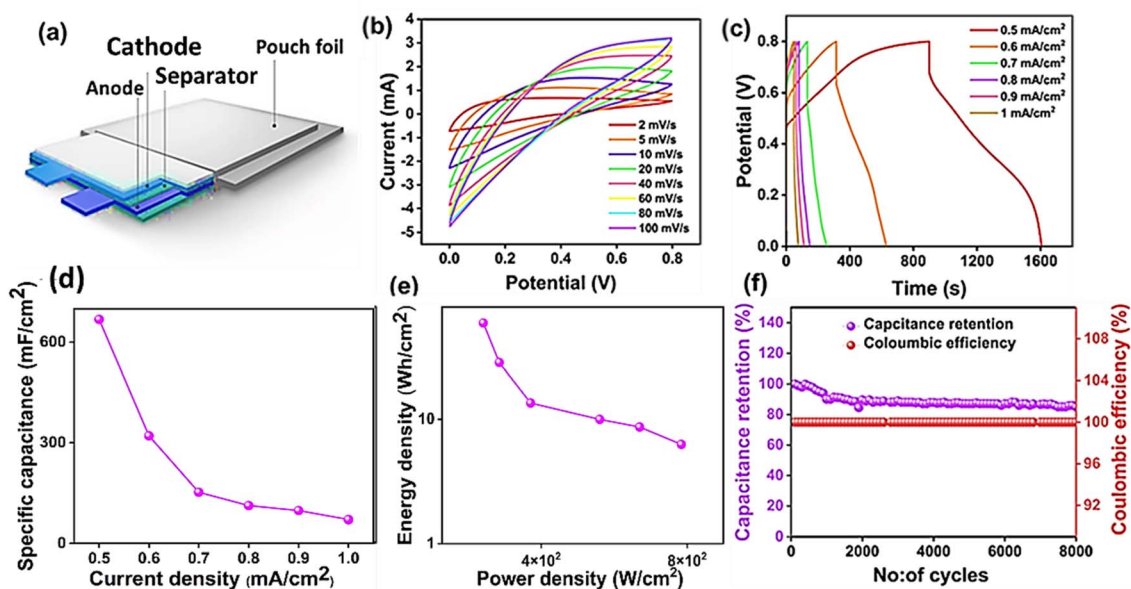 (a)
Cathode
Separator
Anode
Pouch foil
(b)
Current (mA)
4
3
2
1
0
-1
-2
-3
-4
-5
2 mV/s
5 mV/s
10 mV/s
20 mV/s
40 mV/s
60 mV/s
80 mV/s
100 mV/s
0.0 0.2 0.4 0.6 0.8
Potential (V)
(c)
Potential (V)
0.8
0.6
0.4
0.2
0.0
0.5 mA/cm²
0.6 mA/cm²
0.7 mA/cm²
0.8 mA/cm²
0.9 mA/cm²
1 mA/cm²
0 400 800 1200 1600
Time (s)
(d)
Specific capacitance (mF/cm²)
600
300
0
0.5 0.6 0.7 0.8 0.9 1.0
Current density (mA/cm²)
(e)
Energy density (Wh/cm²)
10
1
4×10² 8×10²
Power density (W/cm²)
(f)
Capacitance retention (%)
140
120
100
80
60
40
20
0
Capcitance retention
Coloumbic efficiency
108
104
100
96
92
Coulombic efficiency (%)
0 2000 4000 6000 8000
No:of cycles